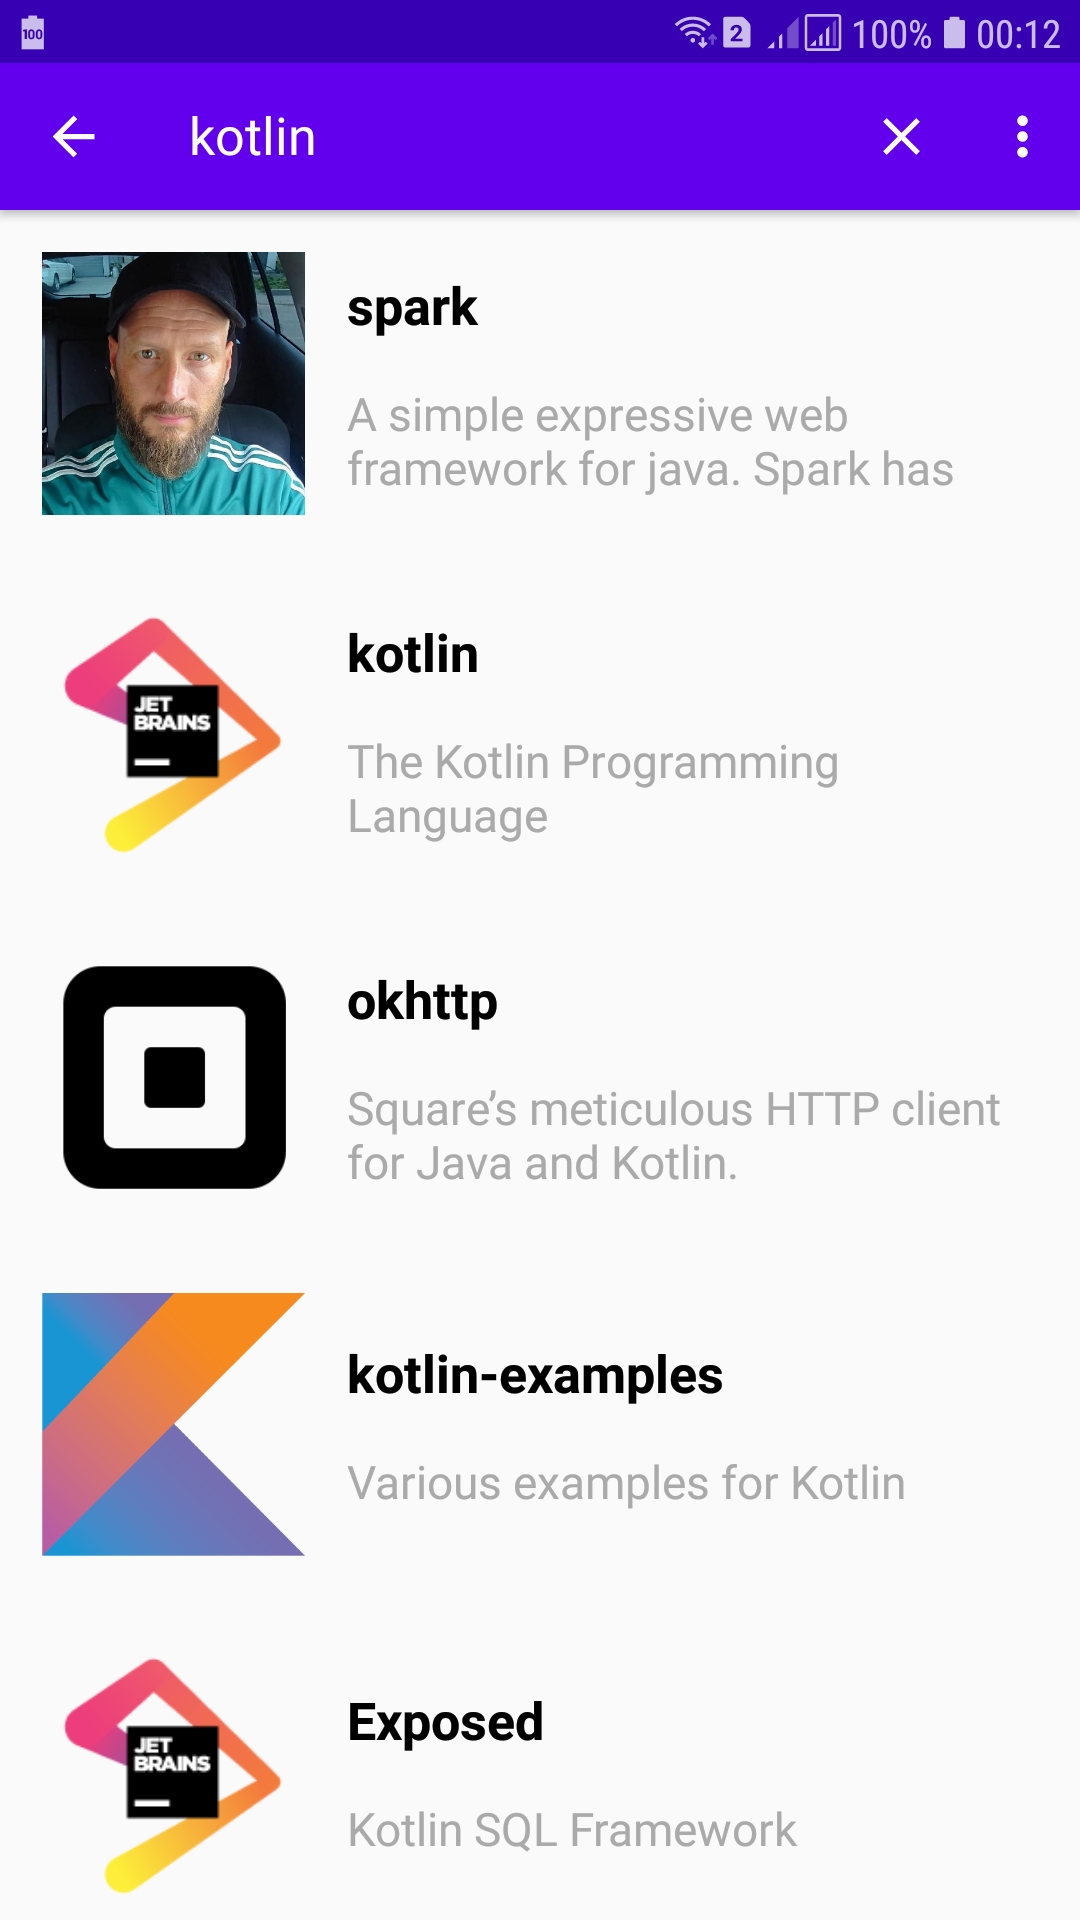 100
2
100% 00:12
kotlin
spark
A simple expressive web
framework for java. Spark has
JET
BRAINS
kotlin
The Kotlin Programming
Language
okhttp
Square’s meticulous HTTP client
for Java and Kotlin.
kotlin-examples
Various examples for Kotlin
JET
BRAINS
Exposed
Kotlin SQL Framework